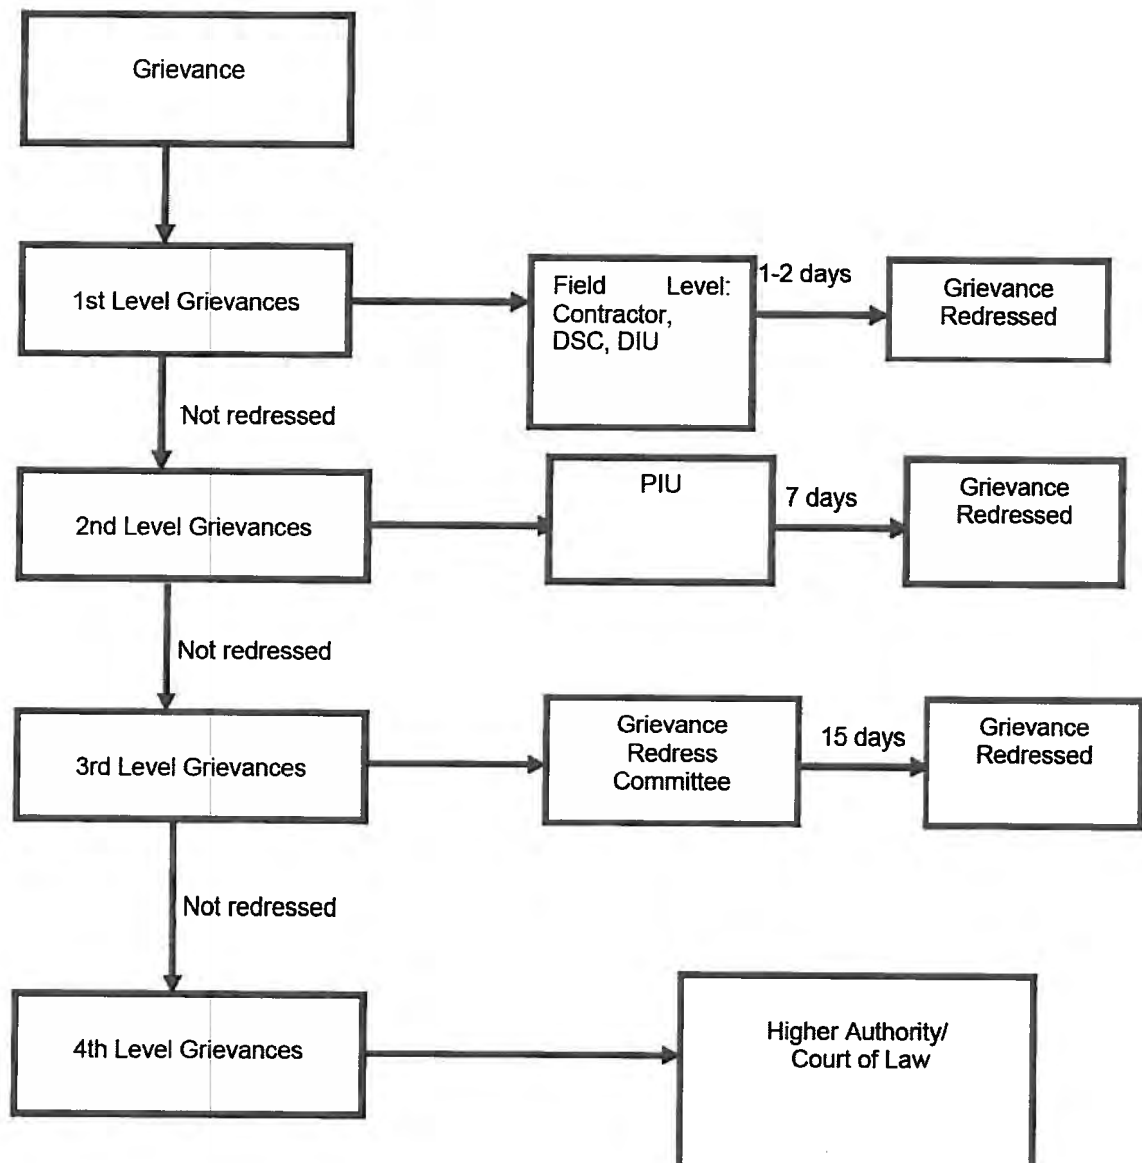 Grievance
1st Level Grievances
Field Level:
Contractor,
DSC, DIU
1-2 days
Grievance
Redressed
Not redressed
2nd Level Grievances
PIU
7 days
Grievance
Redressed
Not redressed
3rd Level Grievances
Grievance
Redress
Committee
15 days
Grievance
Redressed
Not redressed
4th Level Grievances
Higher Authority/
Court of Law